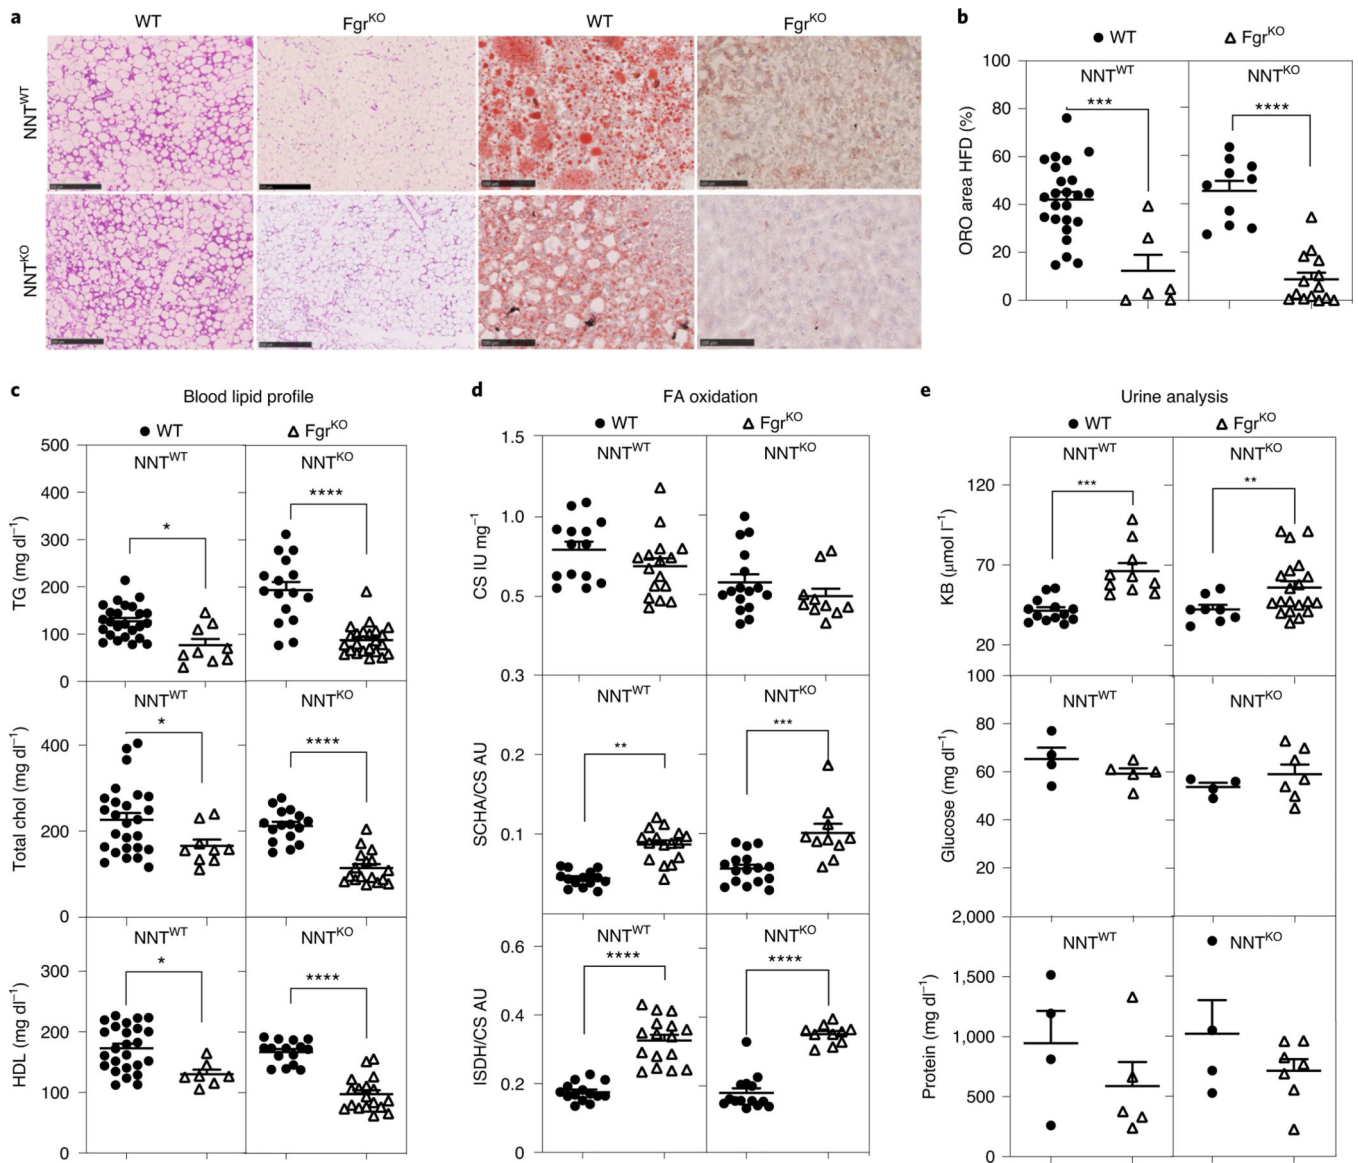 a
WT
Fgr^KO
WT
Fgr^KO
NNT^WT
NNT^KO
b
WT
Fgr^KO
NNT^WT
NNT^KO
***
****
ORO area HFD (%)
100
80
60
40
20
0
c
Blood lipid profile
WT
Fgr^KO
NNT^WT
NNT^KO
*
****
TG (mg dl−1)
500
400
300
200
100
0
NNT^WT
NNT^KO
*
****
Total chol (mg dl−1)
400
200
0
NNT^WT
NNT^KO
*
****
HDL (mg dl−1)
300
200
100
0
d
FA oxidation
WT
Fgr^KO
NNT^WT
NNT^KO
CS IU mg−1
1.5
1.0
0.5
0.3
NNT^WT
NNT^KO
**
***
SCHA/CS AU
0.2
0.1
0
NNT^WT
NNT^KO
****
****
ISDH/CS AU
0.6
0.4
0.2
0
e
Urine analysis
WT
Fgr^KO
NNT^WT
NNT^KO
***
**
KB (μmol l−1)
120
70
20
NNT^WT
NNT^KO
Glucose (mg dl−1)
100
80
60
40
20
NNT^WT
NNT^KO
Protein (mg dl−1)
2,000
1,500
1,000
500
0